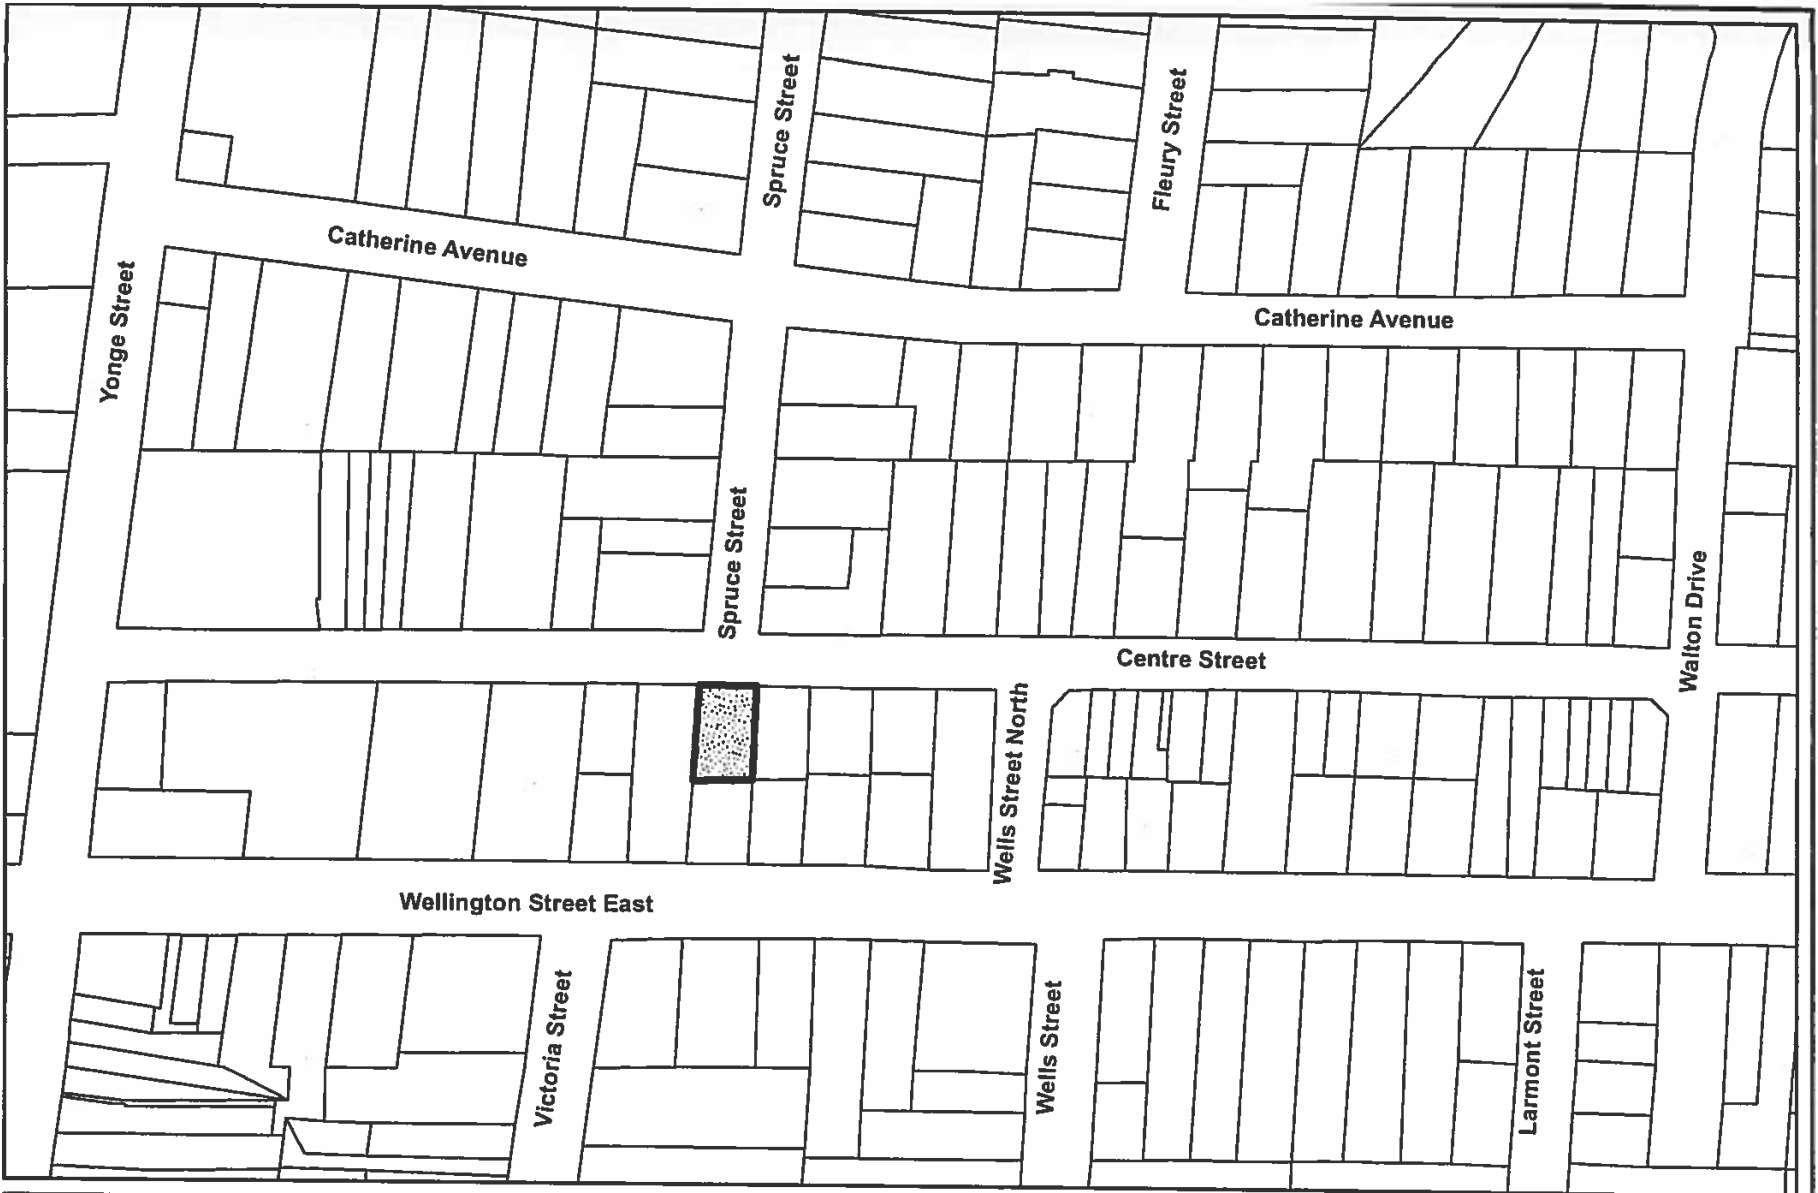 Spruce Street
Fleury Street
Catherine Avenue
Yonge Street
Catherine Avenue
Spruce Street
Walton Drive
Centre Street
Wells Street North
Wellington Street East
Victoria Street
Wells Street
Larmont Street